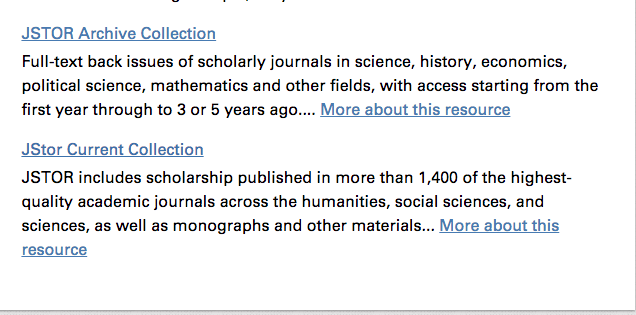 JSTOR Archive Collection
Full-text back issues of scholarly journals in science, history, economics,
political science, mathematics and other fields, with access starting from the
first year through to 3 or 5 years ago.... More about this resource
JStor Current Collection
JSTOR includes scholarship published in more than 1,400 of the highest-
quality academic journals across the humanities, social sciences, and
sciences, as well as monographs and other materials... More about this
resource